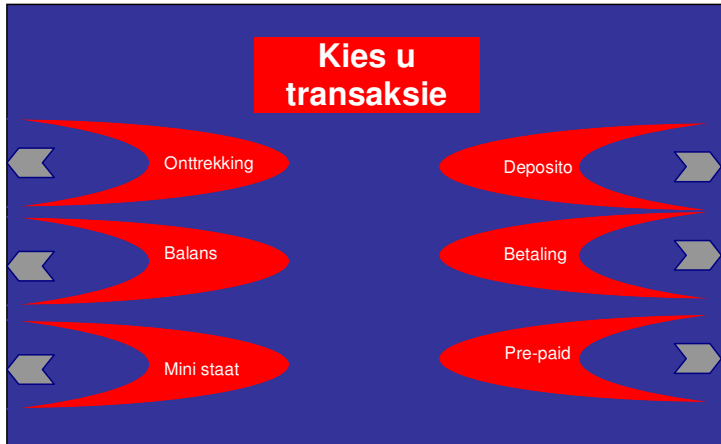 Kies u
transaksie
Onttrekking
Deposito
Balans
Betaling
Mini staat
Pre-paid